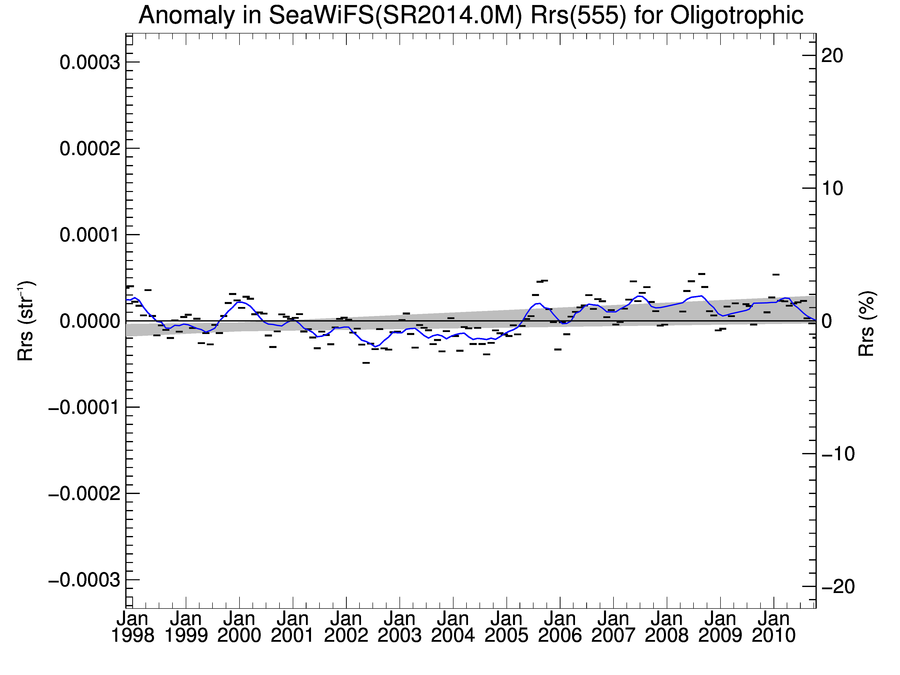 Anomaly in SeaWiFS(SR2014.0M) Rrs(555) for Oligotrophic
0.0003
0.0002
0.0001
0.0000
−0.0001
−0.0002
−0.0003
Rrs (str⁻¹)
20
10
0
−10
−20
Rrs (%)
Jan Jan Jan Jan Jan Jan Jan Jan Jan Jan Jan Jan Jan
1998 1999 2000 2001 2002 2003 2004 2005 2006 2007 2008 2009 2010